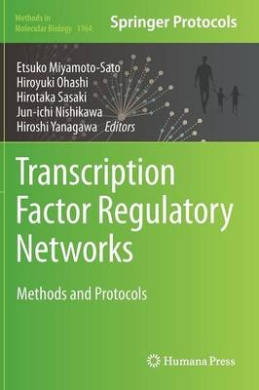 Methods in
Molecular Biology 1164
Springer Protocols
Etsuko Miyamoto-Sato
Hiroyuki Ohashi
Hirotaka Sasaki
Jun-ichi Nishikawa
Hiroshi Yanagawa Editors
Transcription
Factor Regulatory
Networks
Methods and Protocols
Humana Press